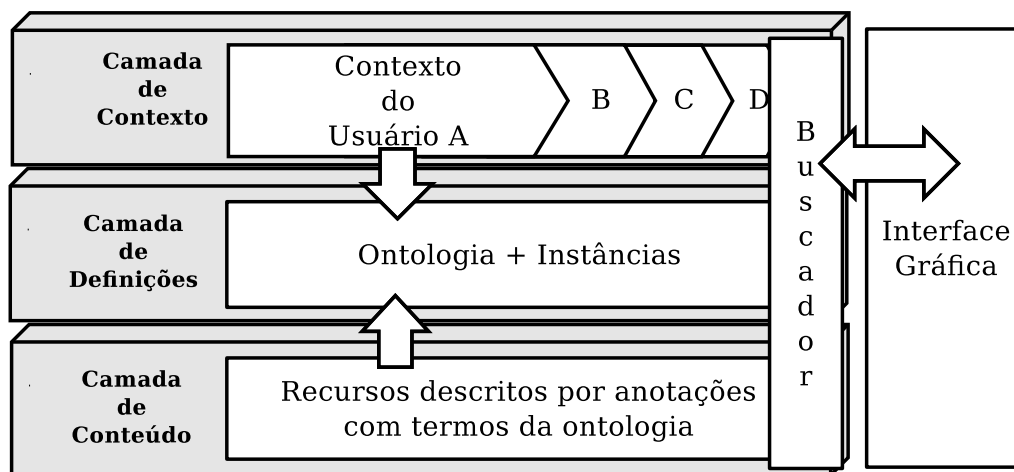 Camada
de
Contexto
Contexto
do
Usuário A
B
C
D
Camada
de
Definições
Ontologia + Instâncias
Camada
de
Conteúdo
Recursos descritos por anotações
com termos da ontologia
B
u
s
c
a
d
o
r
Interface
Gráfica